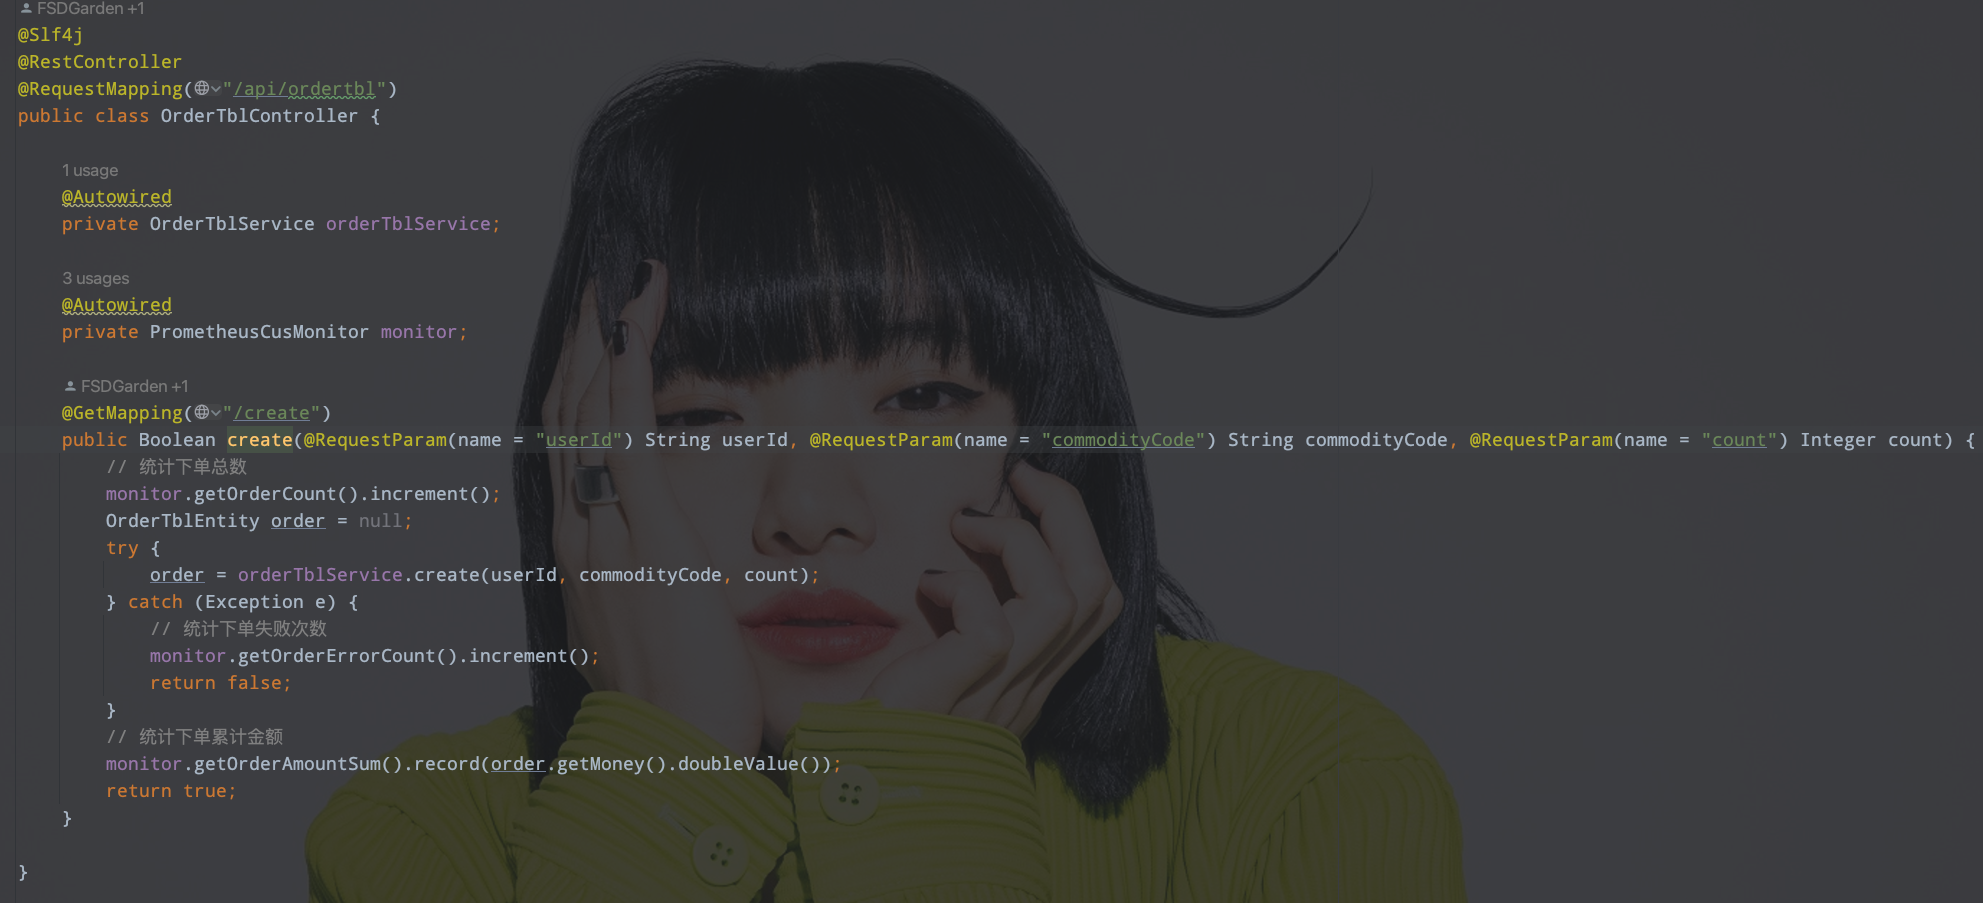 FSDGarden +1
@Slf4j
@RestController
@RequestMapping("/api/ordertbl")
public class OrderTblController {
1 usage
@Autowired
private OrderTblService orderTblService;
3 usages
@Autowired
private PrometheusCusMonitor monitor;
FSDGarden +1
@GetMapping("/create")
public Boolean create(@RequestParam(name = "userId") String userId, @RequestParam(name = "commodityCode") String commodityCode, @RequestParam(name = "count") Integer count) {
// 统计下单总数
monitor.getOrderCount().increment();
OrderTblEntity order = null;
try {
order = orderTblService.create(userId, commodityCode, count);
} catch (Exception e) {
// 统计下单失败次数
monitor.getOrderErrorCount().increment();
return false;
}
// 统计下单累计金额
monitor.getOrderAmountSum().record(order.getMoney().doubleValue());
return true;
}
}